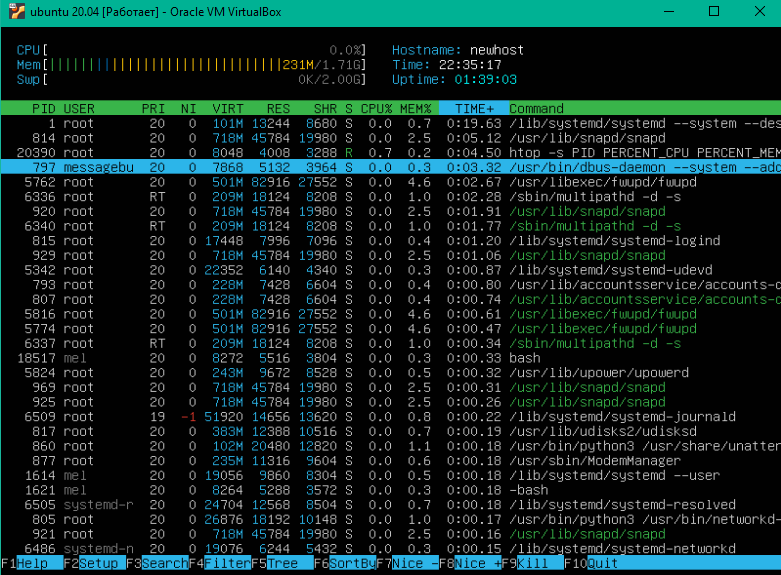 ubuntu 20.04 [Работает] - Oracle VM VirtualBox
CPU[ 0.0%] Hostname: newhost
Mem[||||||||||||||||||||||||||||||231M/1.71G] Time: 22:35:17
Swp[ 0K/2.00G] Uptime: 01:39:03
PID USER PRI NI VIRT RES SHR S CPU% MEM% TIME+ Command
1 root 20 0 101M 13244 8680 S 0.0 0.7 0:19.63 /lib/systemd/systemd --system --des
814 root 20 0 718M 45784 19980 S 0.0 2.5 0:05.12 /usr/lib/snapd/snapd
20390 root 20 0 8048 4008 3288 R 0.7 0.2 0:04.50 htop -s PID PERCENT_CPU PERCENT_MEM
797 messagebu 20 0 7868 5132 3964 S 0.0 0.3 0:03.32 /usr/bin/dbus-daemon --system --add
5762 root 20 0 501M 82916 27552 S 0.0 4.6 0:02.67 /usr/libexec/fwupd/fwupd
6336 root RT 0 209M 18124 8208 S 0.0 1.0 0:02.28 /sbin/multipathd -d -s
920 root 20 0 718M 45784 19980 S 0.0 2.5 0:01.91 /usr/lib/snapd/snapd
6340 root RT 0 209M 18124 8208 S 0.0 1.0 0:01.77 /sbin/multipathd -d -s
815 root 20 0 17448 7996 7096 S 0.0 0.4 0:01.20 /lib/systemd/systemd-logind
929 root 20 0 718M 45784 19980 S 0.0 2.5 0:01.06 /usr/lib/snapd/snapd
5342 root 20 0 22352 6140 4340 S 0.0 0.3 0:00.87 /lib/systemd/systemd-udevd
793 root 20 0 228M 7428 6604 S 0.0 0.4 0:00.80 /usr/lib/accountsservice/accounts-d
807 root 20 0 228M 7428 6604 S 0.0 0.4 0:00.74 /usr/lib/accountsservice/accounts-d
5816 root 20 0 501M 82916 27552 S 0.0 4.6 0:00.61 /usr/libexec/fwupd/fwupd
5774 root 20 0 501M 82916 27552 S 0.0 4.6 0:00.47 /usr/libexec/fwupd/fwupd
6337 root RT 0 209M 18124 8208 S 0.0 1.0 0:00.34 /sbin/multipathd -d -s
18517 mel 20 0 8272 5516 3804 S 0.0 0.3 0:00.33 bash
5824 root 20 0 243M 9672 8528 S 0.0 0.5 0:00.32 /usr/lib/upower/upowerd
969 root 20 0 718M 45784 19980 S 0.0 2.5 0:00.31 /usr/lib/snapd/snapd
925 root 20 0 718M 45784 19980 S 0.0 2.5 0:00.26 /usr/lib/snapd/snapd
6509 root 19 -1 51920 14656 13620 S 0.0 0.8 0:00.22 /lib/systemd/systemd-journald
817 root 20 0 383M 12388 10516 S 0.0 0.7 0:00.19 /usr/lib/udisks2/udisksd
860 root 20 0 102M 20480 12820 S 0.0 1.1 0:00.18 /usr/bin/python3 /usr/share/unatten
877 root 20 0 235M 11316 9604 S 0.0 0.6 0:00.18 /usr/sbin/ModemManager
1614 mel 20 0 19056 9860 8304 S 0.0 0.5 0:00.18 /lib/systemd/systemd --user
1621 mel 20 0 8264 5288 3572 S 0.0 0.3 0:00.18 -bash
6505 systemd-r 20 0 24704 12568 8504 S 0.0 0.7 0:00.18 /lib/systemd/systemd-resolved
805 root 20 0 26876 18192 10148 S 0.0 1.0 0:00.17 /usr/bin/python3 /usr/bin/networkd-
921 root 20 0 718M 45784 19980 S 0.0 2.5 0:00.16 /usr/lib/snapd/snapd
6486 systemd-n 20 0 19076 6244 5432 S 0.0 0.3 0:00.15 /lib/systemd/systemd-networkd
F1Help F2Setup F3SearchF4FilterF5Tree F6SortByF7Nice -F8Nice +F9Kill F10Quit